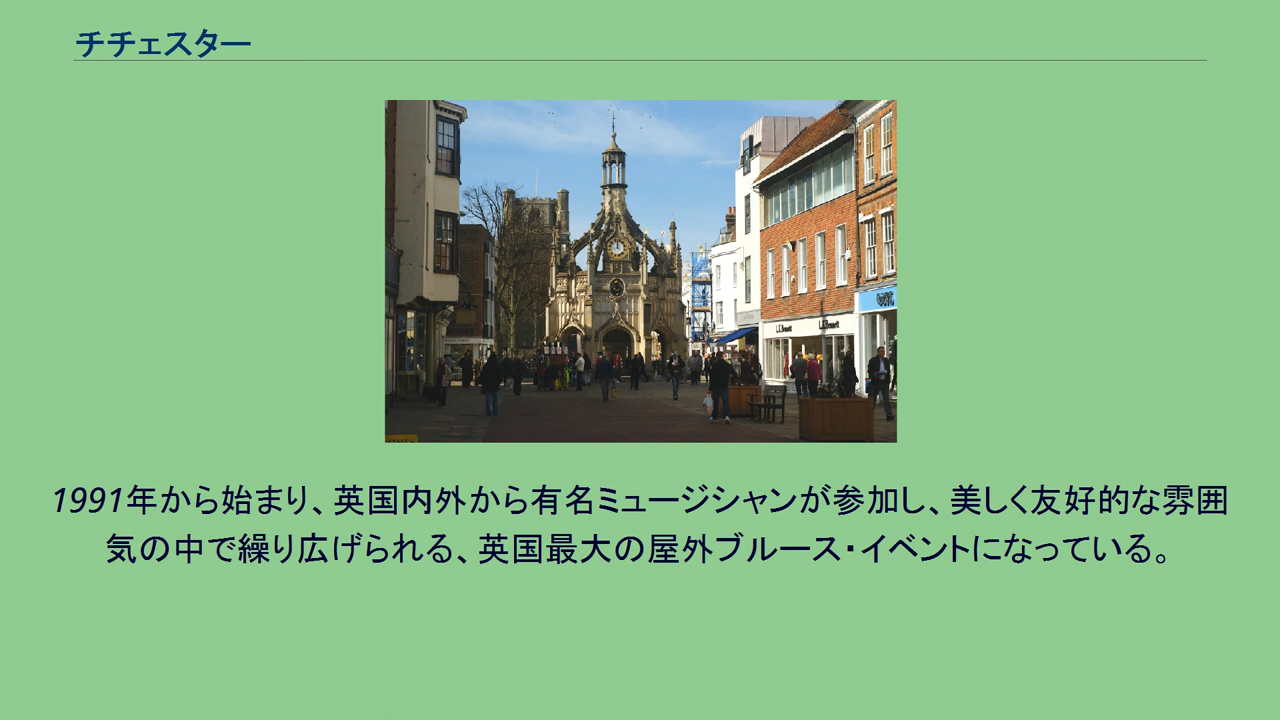 チチェスター
L.K.Bennett
L.K.Bennett
1991年から始まり、英国内外から有名ミュージシャンが参加し、美しく友好的な雰囲
気の中で繰り広げられる、英国最大の屋外ブルース・イベントになっている。